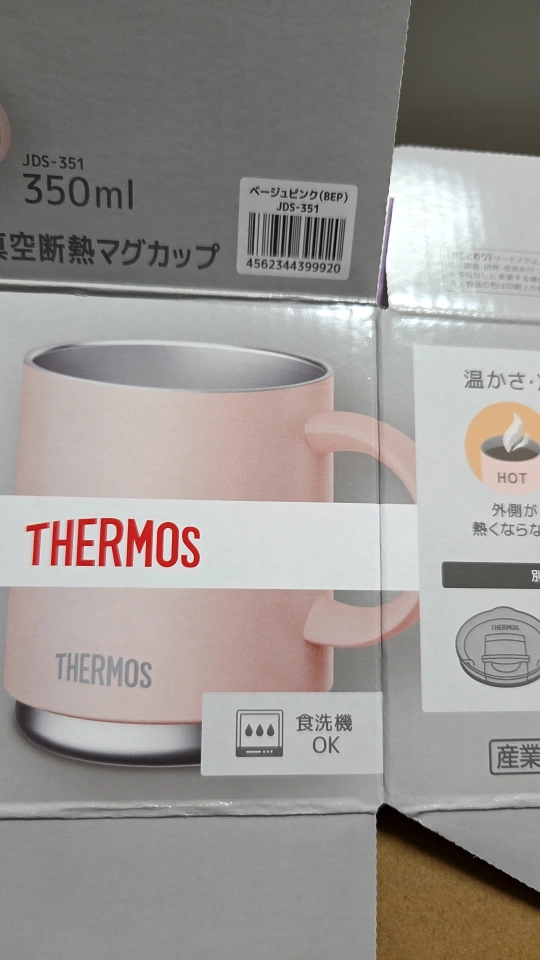 JDS-351
350ml
真空断熱マグカップ
ベージュピンク(BEP)
JDS-351
4562344399920
THERMOS
THERMOS
食洗機
OK
温かさ・
HOT
外側が
熱くならな
THERMOS
産業